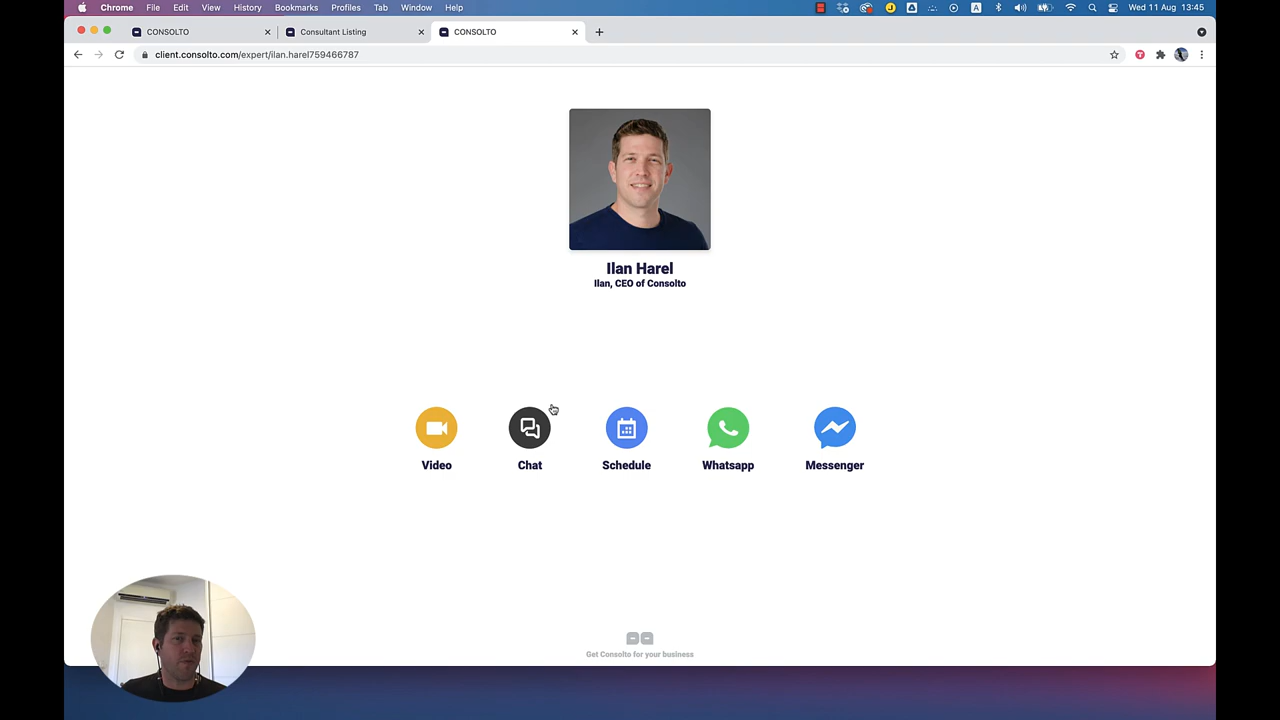 Chrome File Edit View History Bookmarks Profiles Tab Window Help
Wed 11 Aug 13:45
CONSOLTO
Consultant Listing
CONSOLTO
client.consolto.com/expert/ilan.harel759466787
Ilan Harel
Ilan, CEO of Consolto
Video
Chat
Schedule
Whatsapp
Messenger
Get Consolto for your business